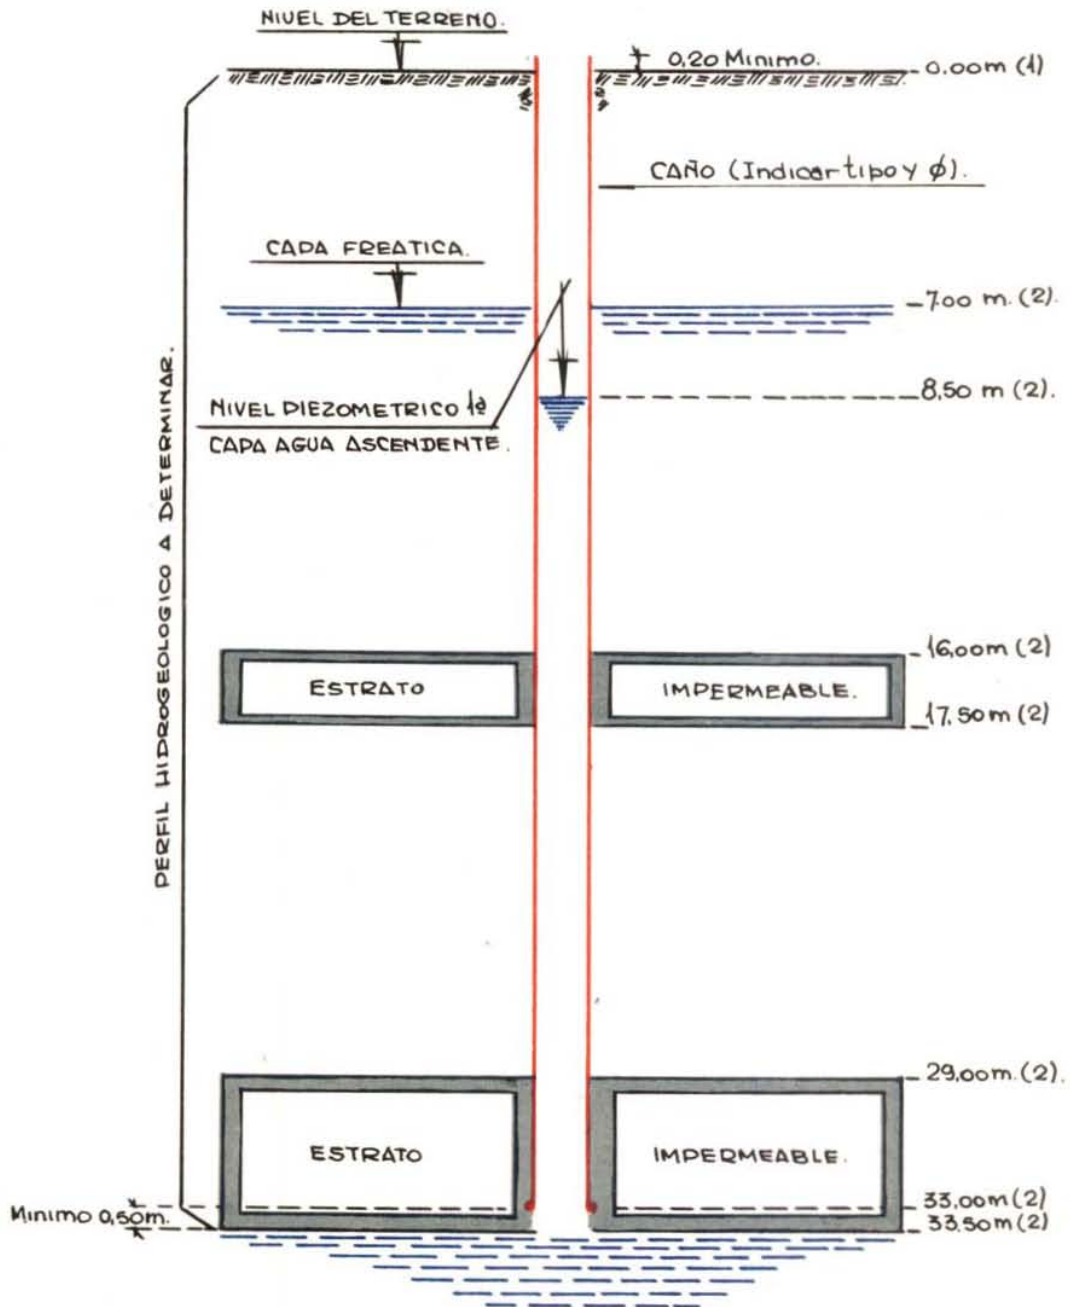 NIVEL DEL TERRENO.
0,20 Minimo.
0.00m (1)
CAÑO (Indicar tipo y ϕ).
CAPA FREATICA.
7.00 m. (2).
8,50 m (2).
NIVEL PIEZOMETRICO 1ª
CAPA AGUA ASCENDENTE.
PERFIL HIDROGEOLOGICO A DETERMINAR.
16,00m (2)
ESTRATO
IMPERMEABLE.
17.50m (2)
29,00m. (2).
ESTRATO
IMPERMEABLE.
33,00m (2)
Minimo 0,50m.
33.50m (2)